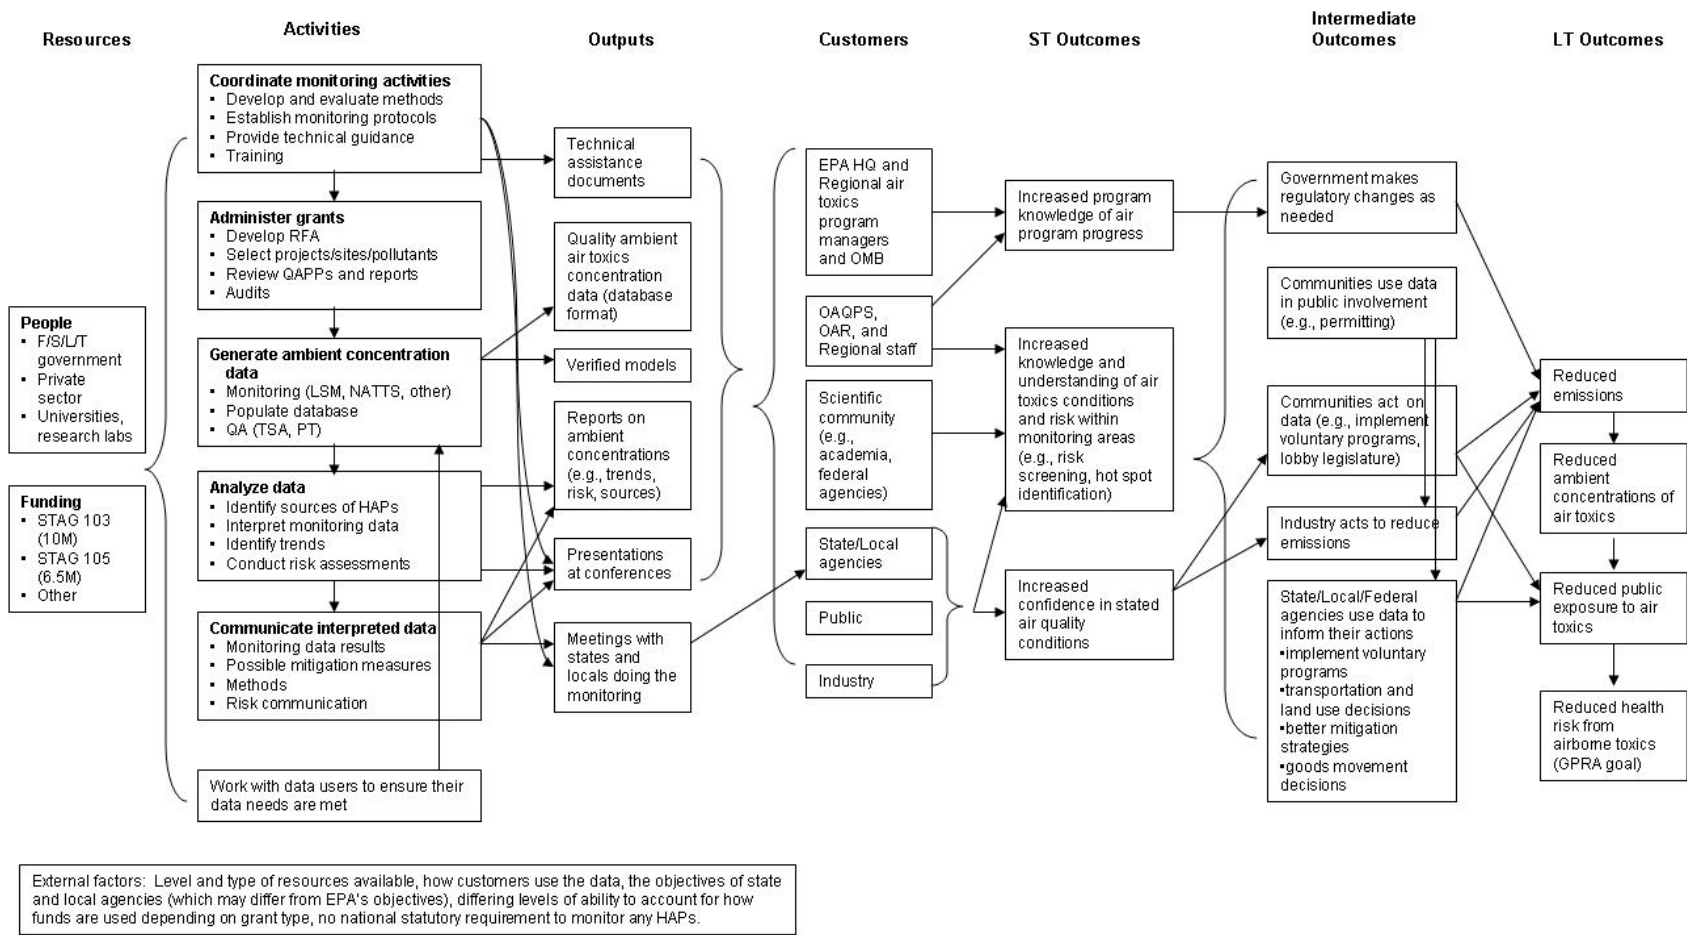 Resources
Activities
Outputs
Customers
ST Outcomes
Intermediate
Outcomes
LT Outcomes
People
▪ F/S/L/T
government
▪ Private
sector
▪ Universities,
research labs
Funding
▪ STAG 103
(10M)
▪ STAG 105
(6.5M)
▪ Other
Coordinate monitoring activities
▪ Develop and evaluate methods
▪ Establish monitoring protocols
▪ Provide technical guidance
▪ Training
Administer grants
▪ Develop RFA
▪ Select projects/sites/pollutants
▪ Review QAPPs and reports
▪ Audits
Generate ambient concentration
data
▪ Monitoring (LSM, NATTS, other)
▪ Populate database
▪ QA (TSA, PT)
Analyze data
▪ Identify sources of HAPs
▪ Interpret monitoring data
▪ Identify trends
▪ Conduct risk assessments
Communicate interpreted data
▪ Monitoring data results
▪ Possible mitigation measures
▪ Methods
▪ Risk communication
Work with data users to ensure their
data needs are met
Technical
assistance
documents
Quality ambient
air toxics
concentration
data (database
format)
Verified models
Reports on
ambient
concentrations
(e.g., trends,
risk, sources)
Presentations
at conferences
Meetings with
states and
locals doing the
monitoring
EPA HQ and
Regional air
toxics
program
managers
and OMB
OAQPS,
OAR, and
Regional staff
Scientific
community
(e.g.,
academia,
federal
agencies)
State/Local
agencies
Public
Industry
Increased program
knowledge of air
program progress
Increased
knowledge and
understanding of air
toxics conditions
and risk within
monitoring areas
(e.g., risk
screening, hot spot
identification)
Increased
confidence in stated
air quality
conditions
Government makes
regulatory changes as
needed
Communities use data
in public involvement
(e.g., permitting)
Communities act on
data (e.g., implement
voluntary programs,
lobby legislature)
Industry acts to reduce
emissions
State/Local/Federal
agencies use data to
inform their actions
▪implement voluntary
programs
▪transportation and
land use decisions
▪better mitigation
strategies
▪goods movement
decisions
Reduced
emissions
Reduced
ambient
concentrations of
air toxics
Reduced public
exposure to air
toxics
Reduced health
risk from
airborne toxics
(GPRA goal)
External factors: Level and type of resources available, how customers use the data, the objectives of state
and local agencies (which may differ from EPA's objectives), differing levels of ability to account for how
funds are used depending on grant type, no national statutory requirement to monitor any HAPs.